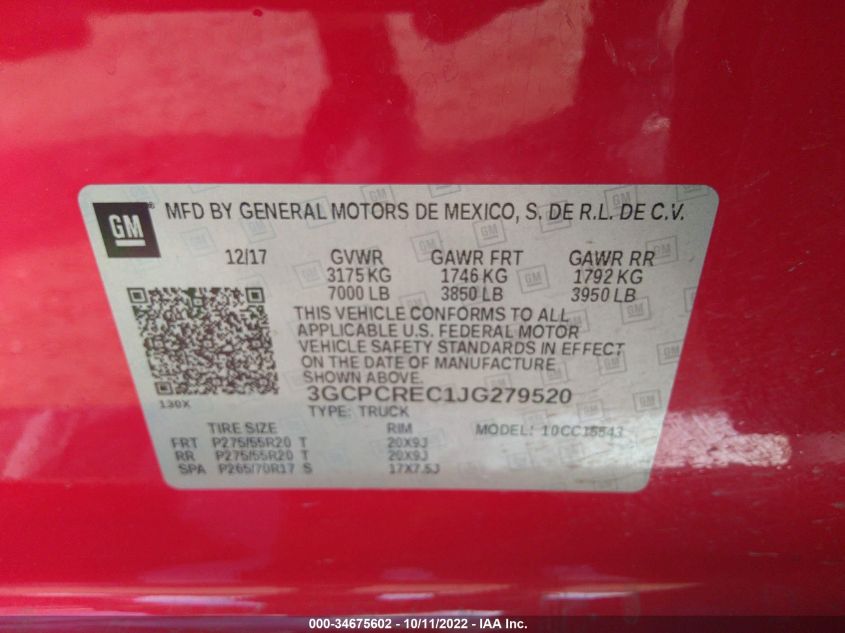 GM ® MFD BY GENERAL MOTORS DE MEXICO, S. DE R.L. DE C.V.
12/17 GVWR GAWR FRT GAWR RR
3175 KG 1746 KG 1792 KG
7000 LB 3850 LB 3950 LB
THIS VEHICLE CONFORMS TO ALL
APPLICABLE U.S. FEDERAL MOTOR
VEHICLE SAFETY STANDARDS IN EFFECT
ON THE DATE OF MANUFACTURE
SHOWN ABOVE.
3GCPCREC1JG279520
130X TYPE: TRUCK
TIRE SIZE RIM MODEL: 10CC15543
FRT P275/55R20 T 20X9J
RR P275/55R20 T 20X9J
SPA P265/70R17 S 17X7.5J
000-34675602 - 10/11/2022 - IAA Inc.